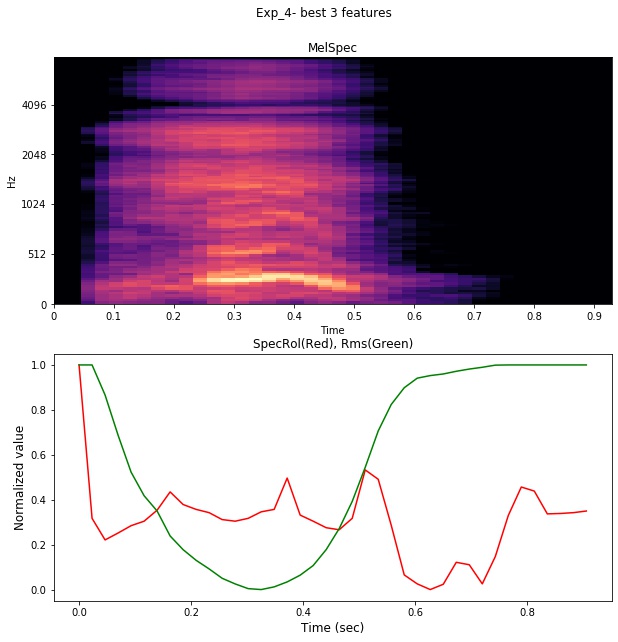 Exp_4- best 3 features
MelSpec
4096
2048
1024
512
0
Hz
0 0.1 0.2 0.3 0.4 0.5 0.6 0.7 0.8 0.9
Time
SpecRol(Red), Rms(Green)
1.0
0.8
0.6
0.4
0.2
0.0
Normalized value
0.0 0.2 0.4 0.6 0.8
Time (sec)